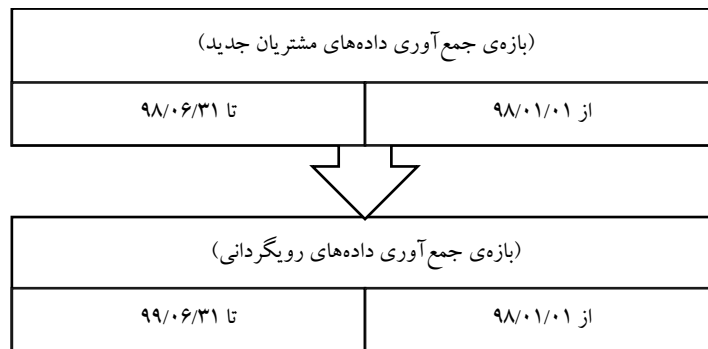 (بازه‌ی جمع‌آوری داده‌های مشتریان جدید)
از ۹۸/۰۱/۰۱ تا ۹۸/۰۶/۳۱
(بازه‌ی جمع‌آوری داده‌های رویگردانی)
از ۹۸/۰۱/۰۱ تا ۹۹/۰۶/۳۱